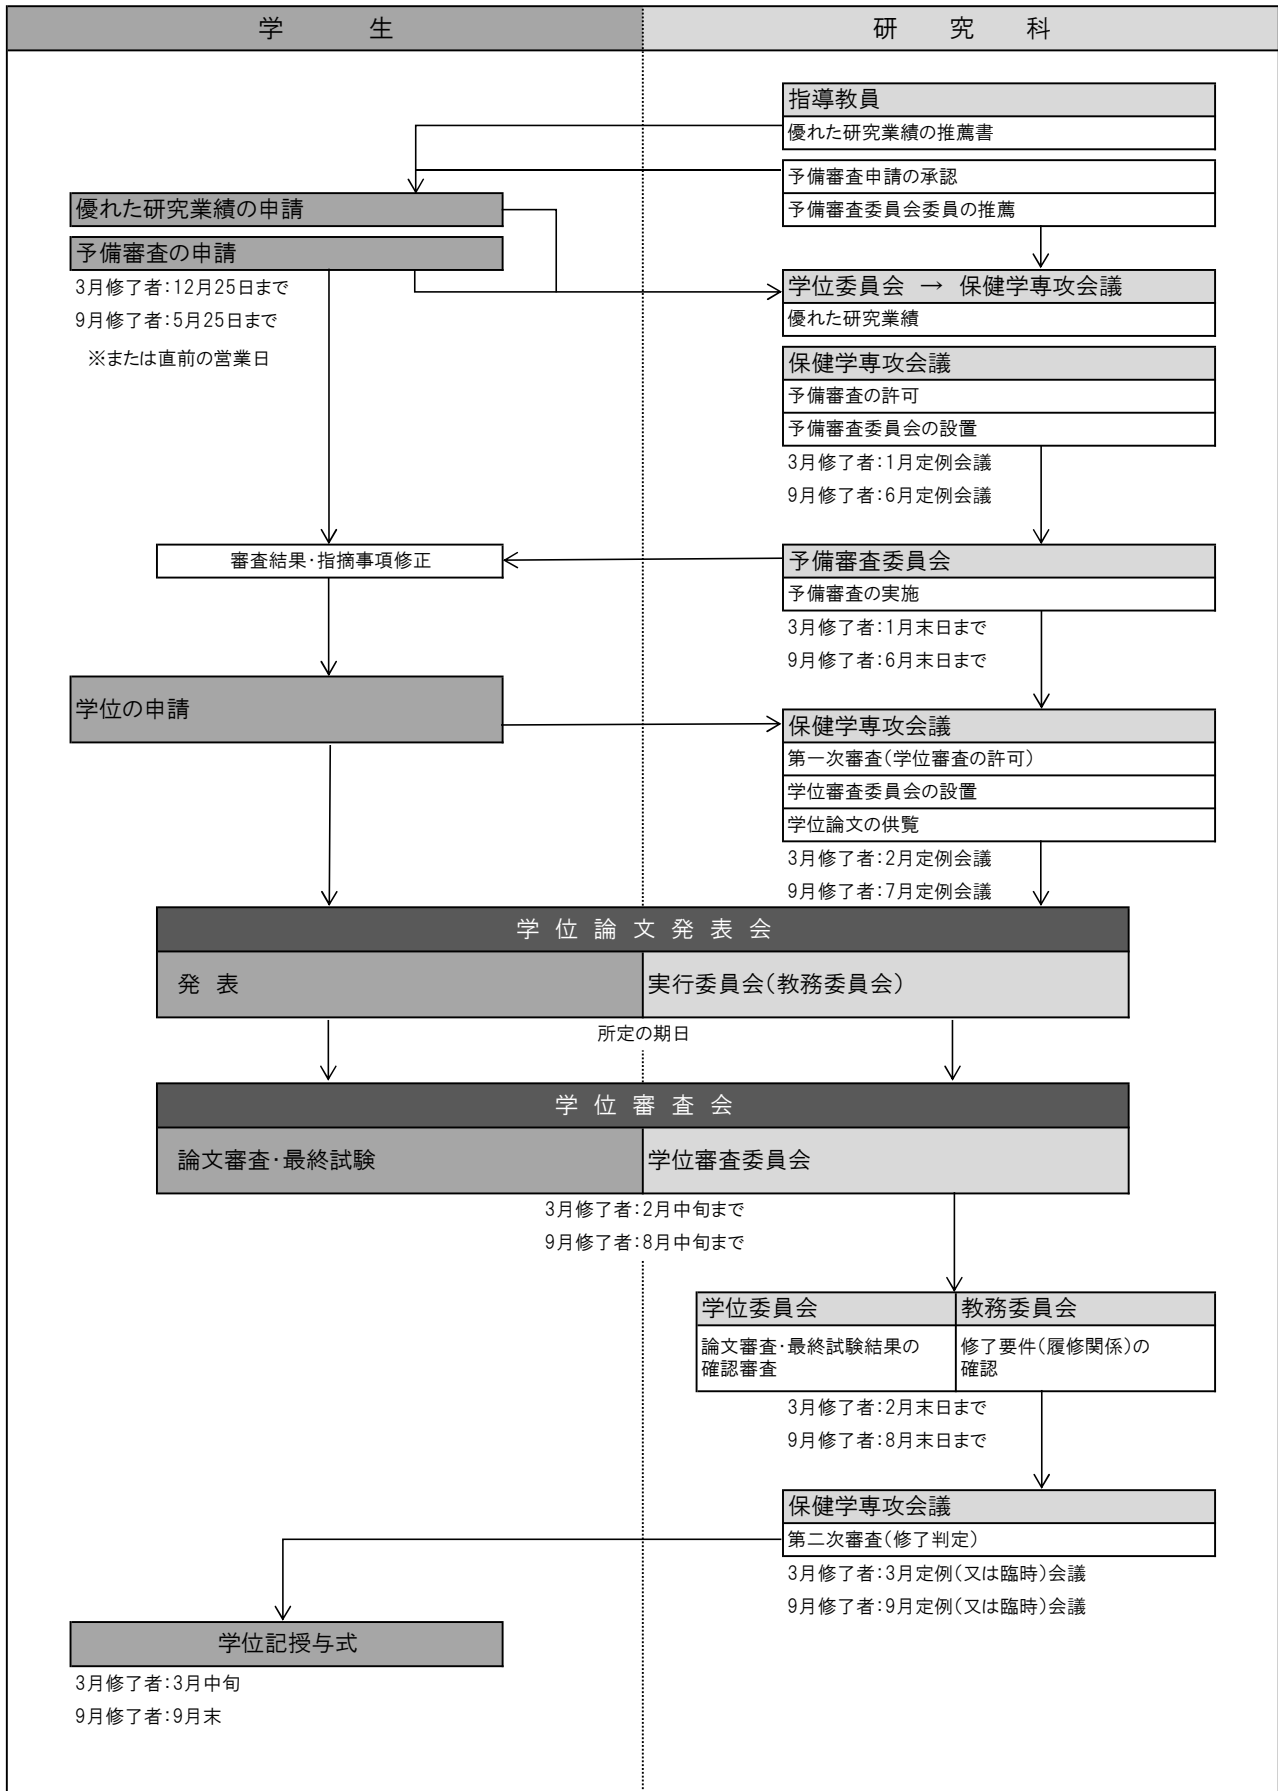 学 生
研 究 科
指導教員
優れた研究業績の推薦書
予備審査申請の承認
予備審査委員会委員の推薦
優れた研究業績の申請
予備審査の申請
3月修了者：12月25日まで
9月修了者：5月25日まで
※または直前の営業日
学位委員会 → 保健学専攻会議
優れた研究業績
保健学専攻会議
予備審査の許可
予備審査委員会の設置
3月修了者：1月定例会議
9月修了者：6月定例会議
審査結果・指摘事項修正
予備審査委員会
予備審査の実施
3月修了者：1月末日まで
9月修了者：6月末日まで
学位の申請
保健学専攻会議
第一次審査（学位審査の許可）
学位審査委員会の設置
学位論文の供覧
3月修了者：2月定例会議
9月修了者：7月定例会議
学 位 論 文 発 表 会
発 表
実行委員会（教務委員会）
所定の期日
学 位 審 査 会
論文審査・最終試験
学位審査委員会
3月修了者：2月中旬まで
9月修了者：8月中旬まで
学位委員会
教務委員会
論文審査・最終試験結果の
確認審査
修了要件（履修関係）の
確認
3月修了者：2月末日まで
9月修了者：8月末日まで
保健学専攻会議
第二次審査（修了判定）
3月修了者：3月定例（又は臨時）会議
9月修了者：9月定例（又は臨時）会議
学位記授与式
3月修了者：3月中旬
9月修了者：9月末